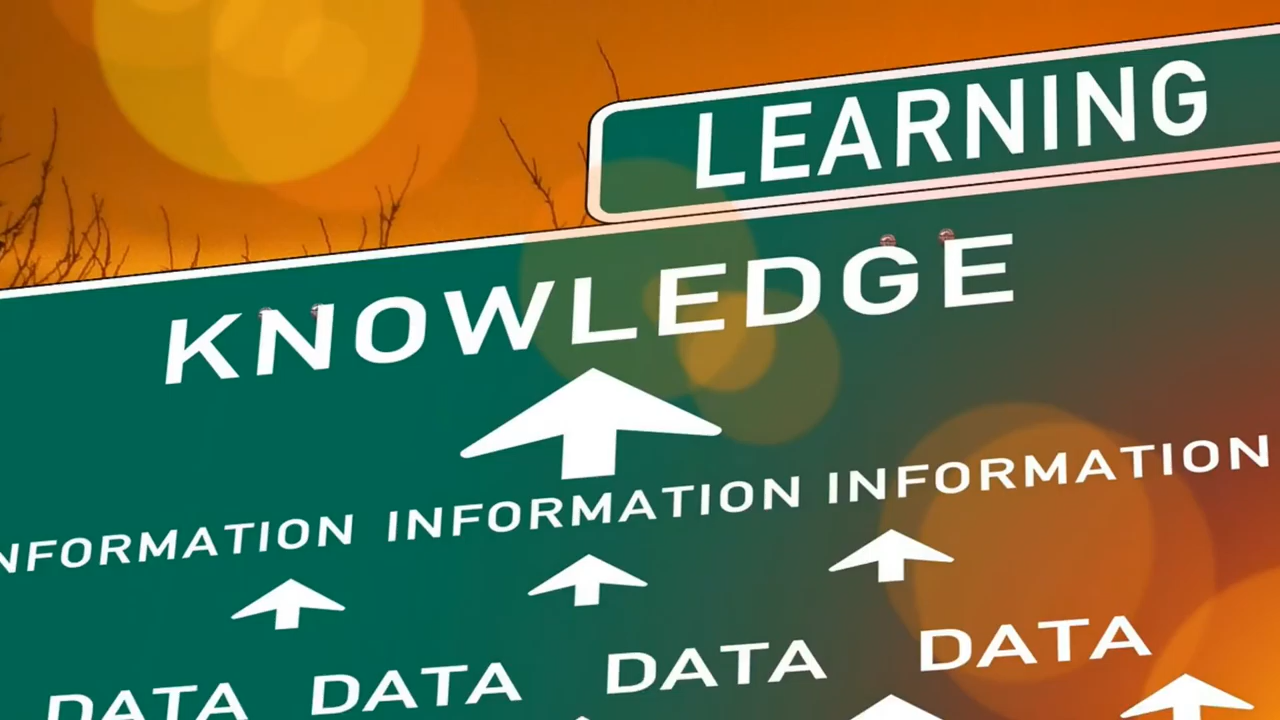 LEARNING
KNOWLEDGE
NFORMATION INFORMATION INFORMATION
DATA DATA DATA DATA